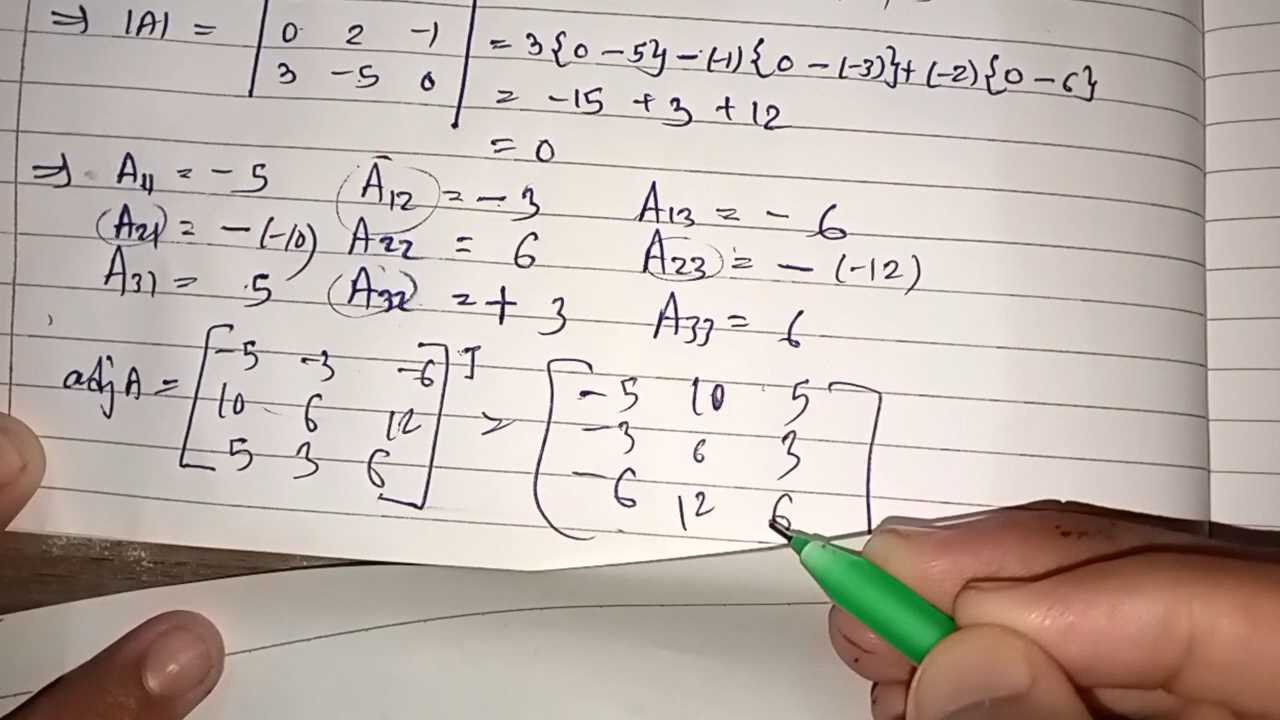 ⇒ |A| = | 0 2 -1 | = 3{0 - 5} - (-1){0 - (-3)} + (-2){0 - 6}
3 -5 0 | = -15 + 3 + 12
= 0
⇒ A11 = -5 A12 = -3 A13 = -6
A21 = -(-10) A22 = 6 A23 = -(-12)
A31 = 5 A32 = +3 A33 = 6
adj A = [ -5 -3 -6 ]T = [ -5 10 5 ]
10 6 12 -3 6 3
5 3 6 -6 12 6